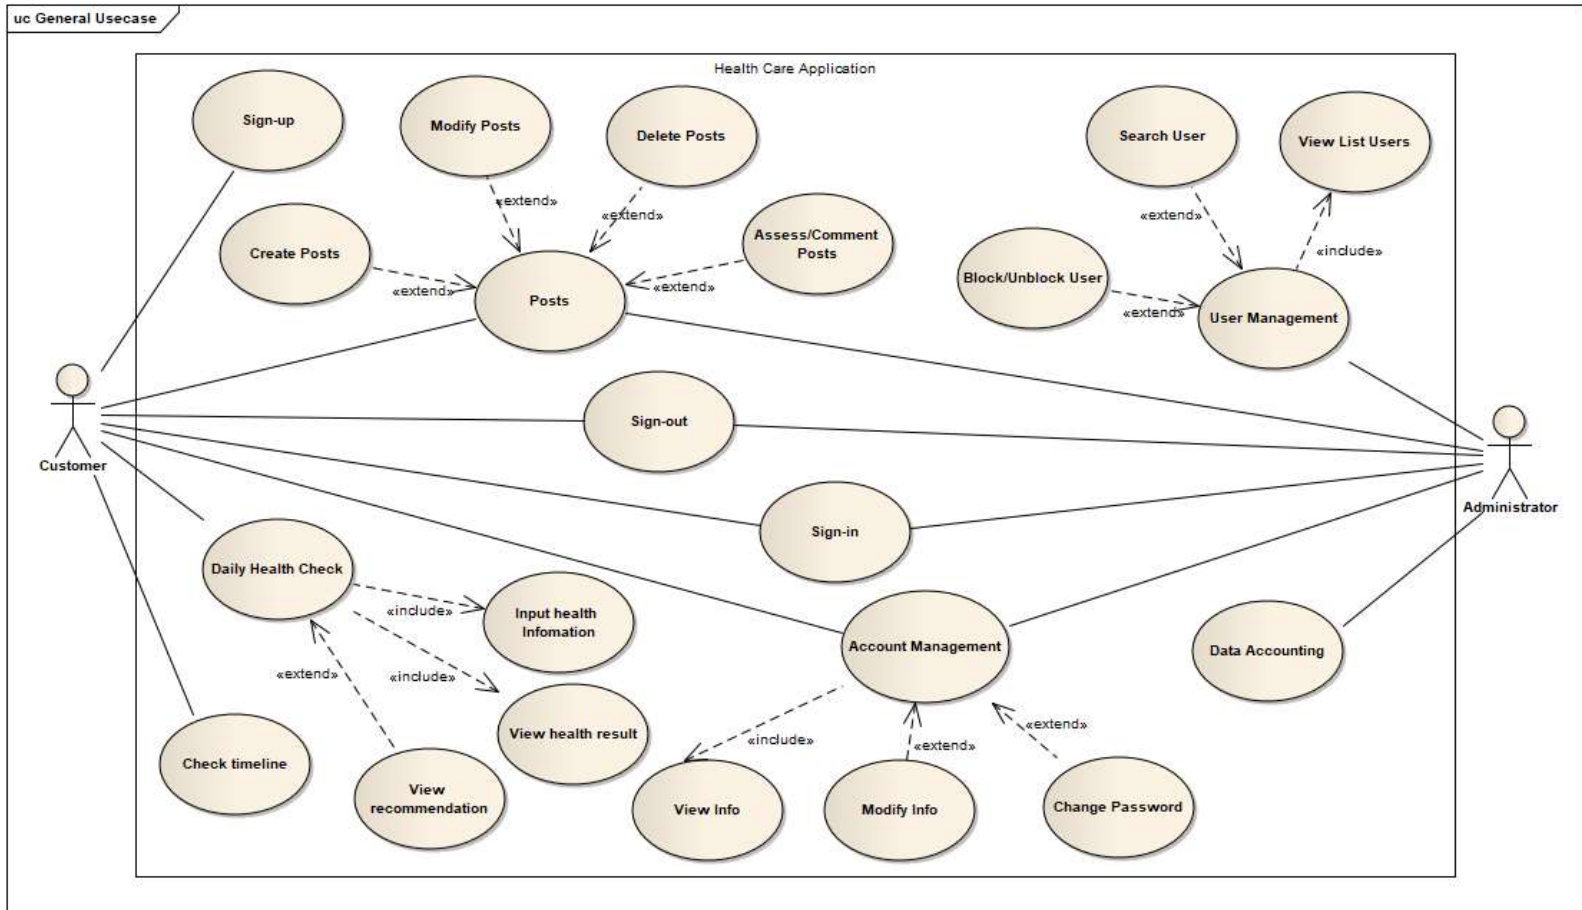 uc General Usecase
Health Care Application
Sign-up
Modify Posts
Delete Posts
Search User
View List Users
«extend»
«extend»
«extend»
Assess/Comment
Posts
Create Posts
«include»
Block/Unblock User
«extend»
«extend»
Posts
«extend»
User Management
Sign-out
Customer
Administrator
Sign-in
Daily Health Check
«include»
Input health
Infomation
Account Management
Data Accounting
«extend»
«include»
View health result
«include»
«extend»
«extend»
Check timeline
View
recommendation
View Info
Modify Info
Change Password